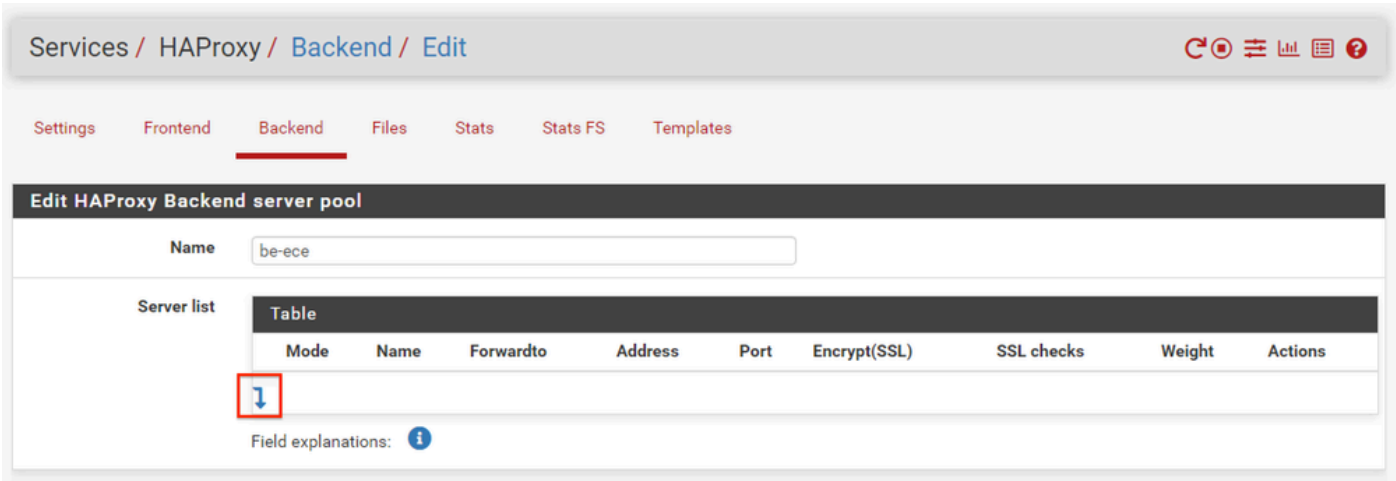 Services / HAProxy / Backend / Edit
Settings Frontend Backend Files Stats Stats FS Templates
Edit HAProxy Backend server pool
Name be-ece
Server list Table
Mode Name Forwardto Address Port Encrypt(SSL) SSL checks Weight Actions
Field explanations: